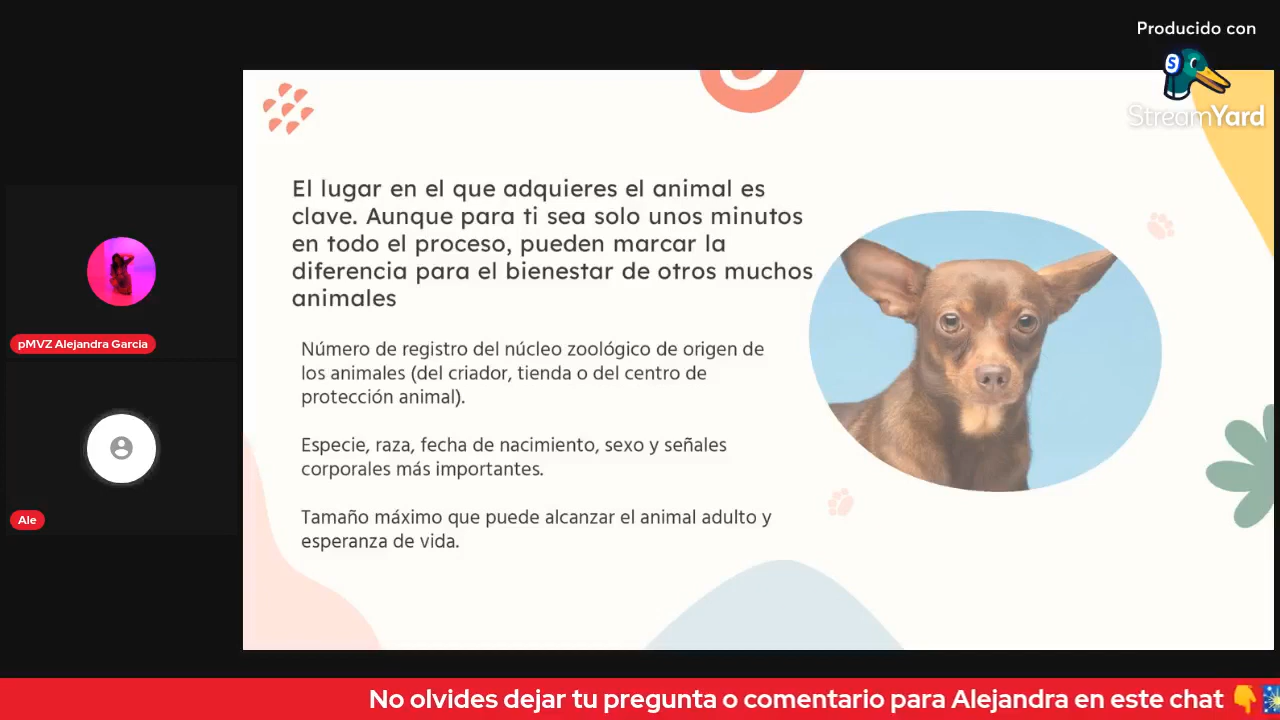 Producido con
S
StreamYard
El lugar en el que adquieres el animal es
clave. Aunque para ti sea solo unos minutos
en todo el proceso, pueden marcar la
diferencia para el bienestar de otros muchos
animales
Número de registro del núcleo zoológico de origen de
los animales (del criador, tienda o del centro de
protección animal).
Especie, raza, fecha de nacimiento, sexo y señales
corporales más importantes.
Tamaño máximo que puede alcanzar el animal adulto y
esperanza de vida.
pMVZ Alejandra Garcia
Ale
No olvides dejar tu pregunta o comentario para Alejandra en este chat 👇🎆